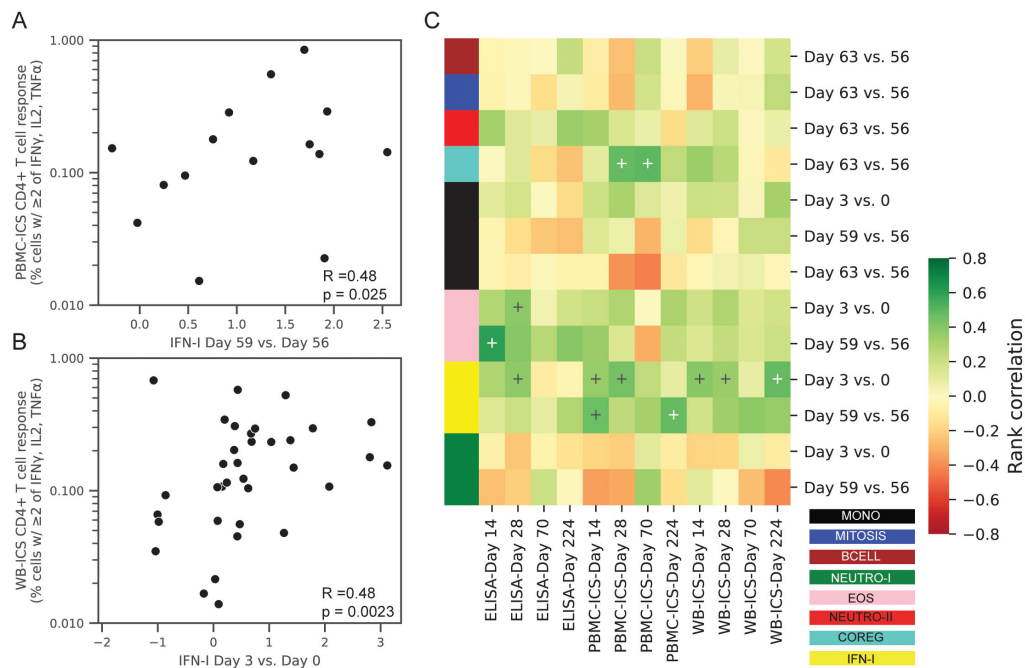 A
1.000
0.100
0.010
PBMC-ICS CD4+ T cell response
(% cells w/ ≥2 of IFNγ, IL2, TNFα)
R =0.48
p = 0.025
0.0 0.5 1.0 1.5 2.0 2.5
IFN-I Day 59 vs. Day 56
B
1.000
0.100
0.010
WB-ICS CD4+ T cell response
(% cells w/ ≥2 of IFNγ, IL2, TNFα)
R =0.48
p = 0.0023
−2 −1 0 1 2 3
IFN-I Day 3 vs. Day 0
C
Day 63 vs. 56
Day 63 vs. 56
Day 63 vs. 56
Day 63 vs. 56
Day 3 vs. 0
Day 59 vs. 56
Day 63 vs. 56
Day 3 vs. 0
Day 59 vs. 56
Day 3 vs. 0
Day 59 vs. 56
Day 3 vs. 0
Day 59 vs. 56
ELISA-Day 14
ELISA-Day 28
ELISA-Day 70
ELISA-Day 224
PBMC-ICS-Day 14
PBMC-ICS-Day 28
PBMC-ICS-Day 70
PBMC-ICS-Day 224
WB-ICS-Day 14
WB-ICS-Day 28
WB-ICS-Day 70
WB-ICS-Day 224
0.8
0.6
0.4
0.2
0.0
−0.2
−0.4
−0.6
−0.8
Rank correlation
MONO
MITOSIS
BCELL
NEUTRO-I
EOS
NEUTRO-II
COREG
IFN-I